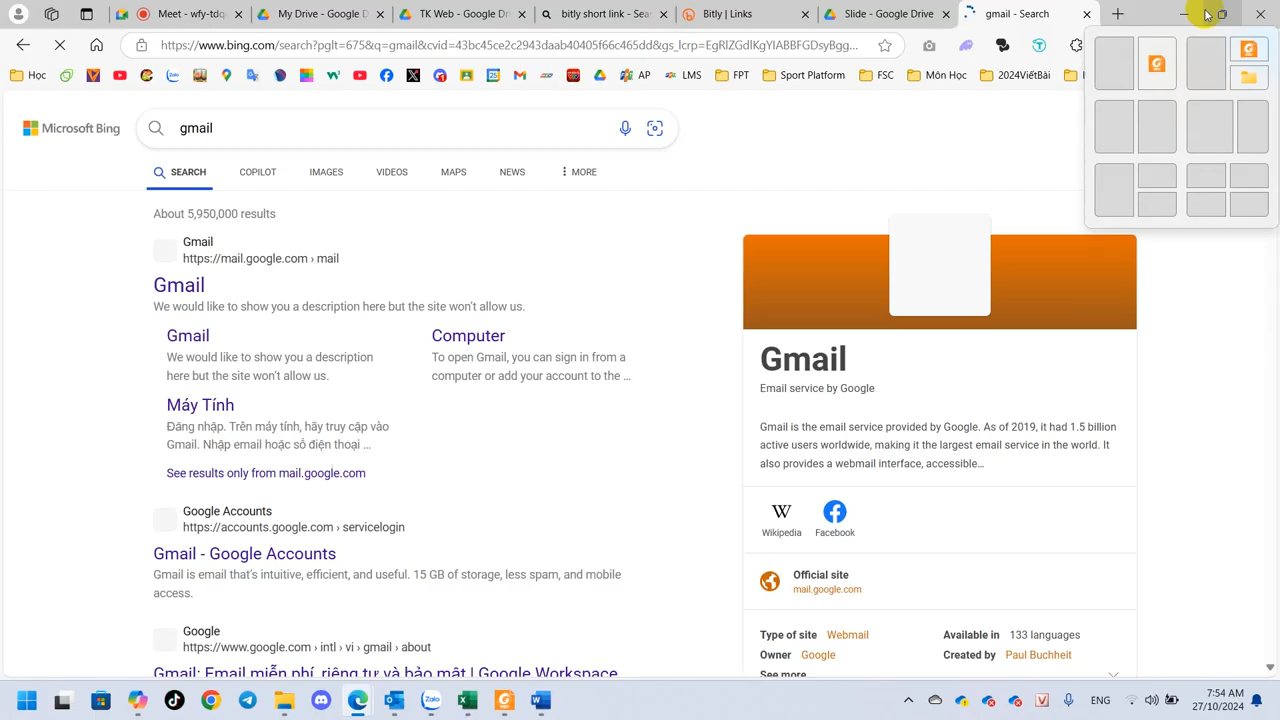 TK Web - Google Drive
bitly link shorten - Search
Bitly | Links
Slide - Google Drive
gmail - Search
https://www.bing.com/search?pglt=675&q=gmail&cvid=43bc45ce2c2943daab40405f66c465dd&gs_lcrp=EgRlZGdlKgYIABBFGDsyBgg...
Học
AP
LMS
FPT
Sport Platform
FSC
Môn Học
2024ViếtBài
Microsoft Bing
gmail
SEARCH
COPILOT
IMAGES
VIDEOS
MAPS
NEWS
MORE
About 5,950,000 results
Gmail
https://mail.google.com › mail
Gmail
We would like to show you a description here but the site won't allow us.
Gmail
We would like to show you a description
here but the site won't allow us.
Computer
To open Gmail, you can sign in from a
computer or add your account to the ...
Máy Tính
Đăng nhập. Trên máy tính, hãy truy cập vào
Gmail. Nhập email hoặc số điện thoại ...
See results only from mail.google.com
Google Accounts
https://accounts.google.com › servicelogin
Gmail - Google Accounts
Gmail is email that's intuitive, efficient, and useful. 15 GB of storage, less spam, and mobile
access.
Google
https://www.google.com › intl › vi › gmail › about
Gmail: Email miễn phí, riêng tư và bảo mật | Google Workspace
Gmail
Email service by Google
Gmail is the email service provided by Google. As of 2019, it had 1.5 billion
active users worldwide, making it the largest email service in the world. It
also provides a webmail interface, accessible…
Wikipedia
Facebook
Official site
mail.google.com
Type of site Webmail
Available in 133 languages
Owner Google
Created by Paul Buchheit
See more
ENG
7:54 AM
27/10/2024